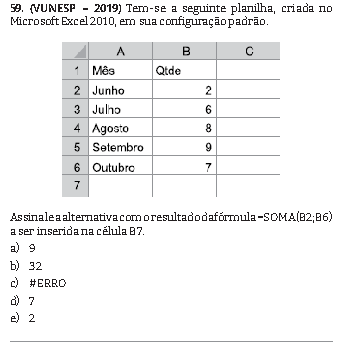 59. (VUNESP – 2019) Tem-se a seguinte planilha, criada no
Microsoft Excel 2010, em sua configuração padrão.
A B C
1 Mês Qtde
2 Junho 2
3 Julho 6
4 Agosto 8
5 Setembro 9
6 Outubro 7
7
Assinale a alternativa com o resultado da fórmula =SOMA(B2;B6)
a ser inserida na célula B7.
a) 9
b) 32
c) #ERRO
d) 7
e) 2